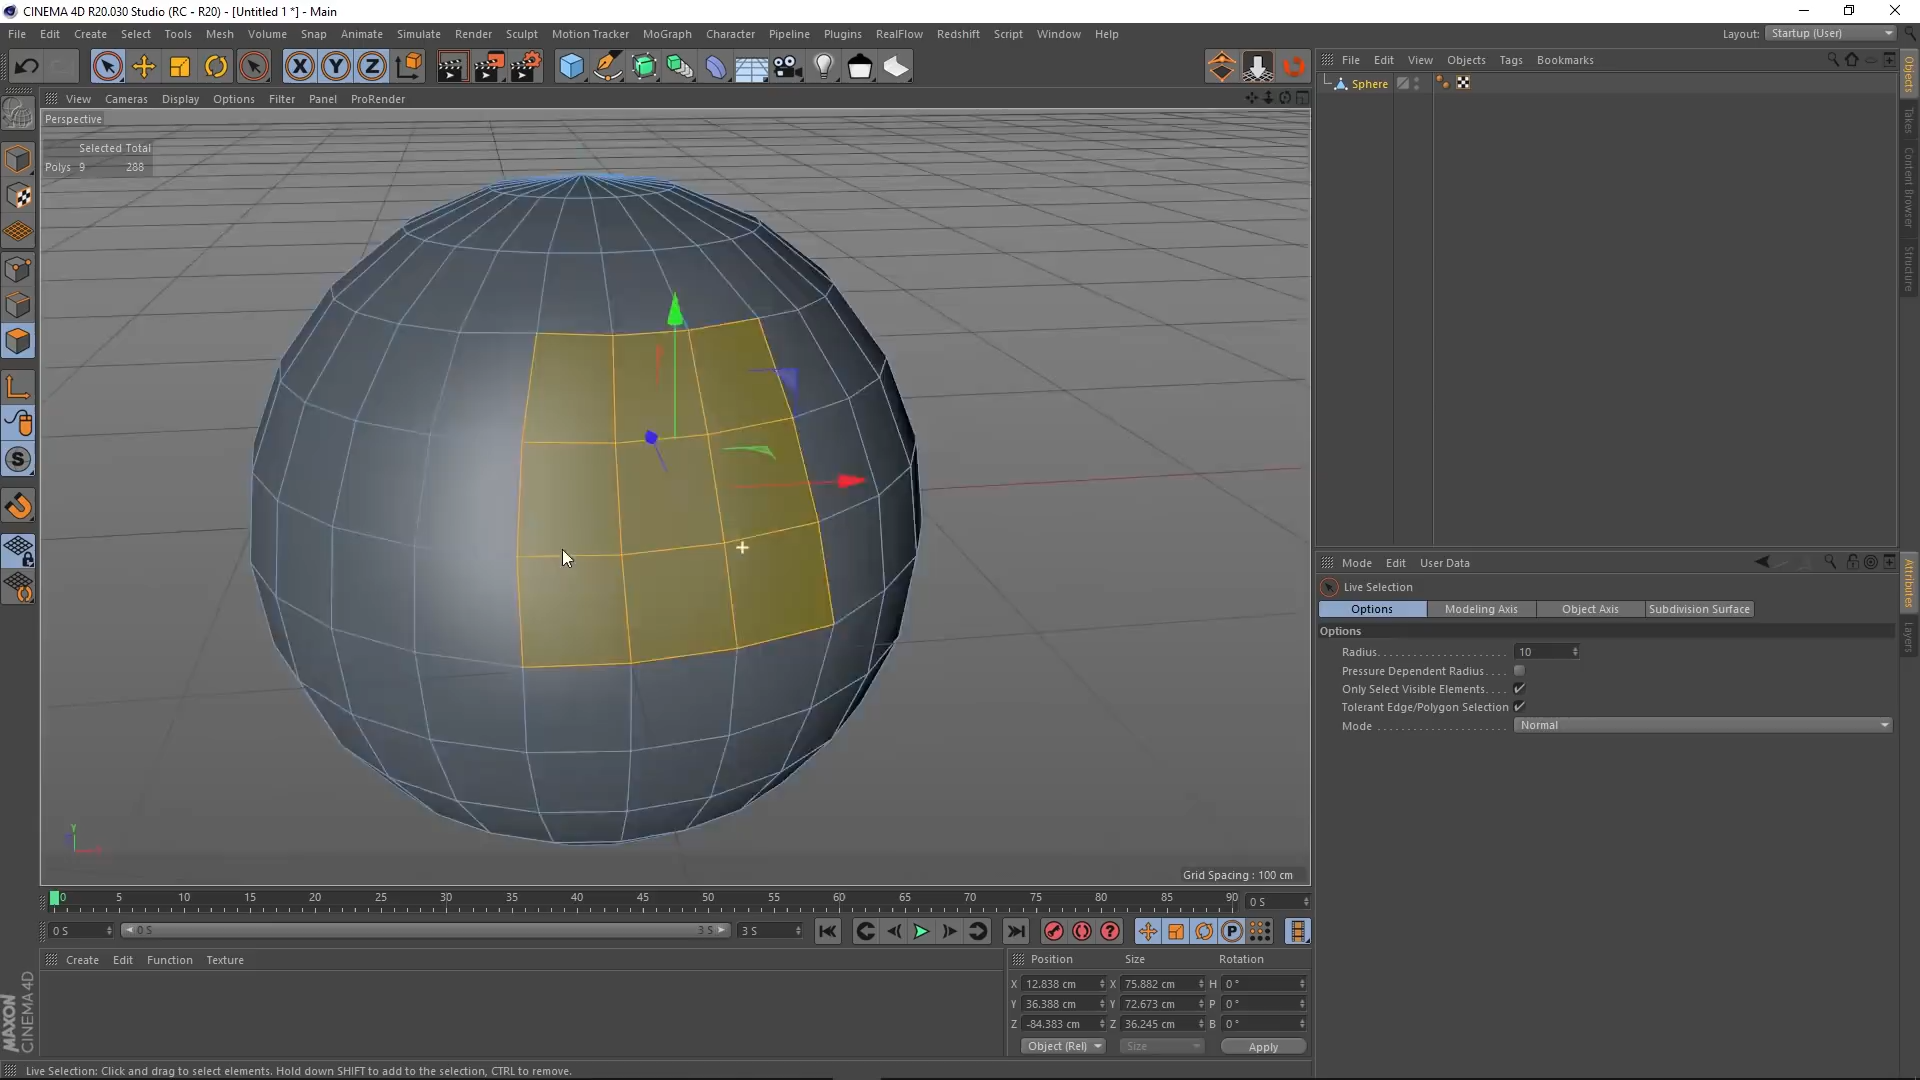 CINEMA 4D R20.030 Studio (RC - R20) - [Untitled 1 *] - Main
File Edit Create Select Tools Mesh Volume Snap Animate Simulate Render Sculpt Motion Tracker MoGraph Character Pipeline Plugins RealFlow Redshift Script Window Help
Layout: Startup (User)
X Y Z
File Edit View Objects Tags Bookmarks
Sphere
View Cameras Display Options Filter Panel ProRender
Perspective
Selected Total
Polys 9 288
Y
Grid Spacing : 100 cm
S
Objects
Takes
Content Browser
Structure
Mode Edit User Data
Live Selection
Options Modeling Axis Object Axis Subdivision Surface
Options
Radius 10
Pressure Dependent Radius
Only Select Visible Elements
Tolerant Edge/Polygon Selection
Mode Normal
Attributes
Layers
0 5 10 15 20 25 30 35 40 45 50 55 60 65 70 75 80 85 90 0 S
0 S 0 S 3 S 3 S
P
Create Edit Function Texture
Position Size Rotation
X 12.838 cm X 75.882 cm H 0 °
Y 36.388 cm Y 72.673 cm P 0 °
Z -84.383 cm Z 36.245 cm B 0 °
Object (Rel) Size Apply
MAXON
CINEMA 4D
Live Selection: Click and drag to select elements. Hold down SHIFT to add to the selection, CTRL to remove.